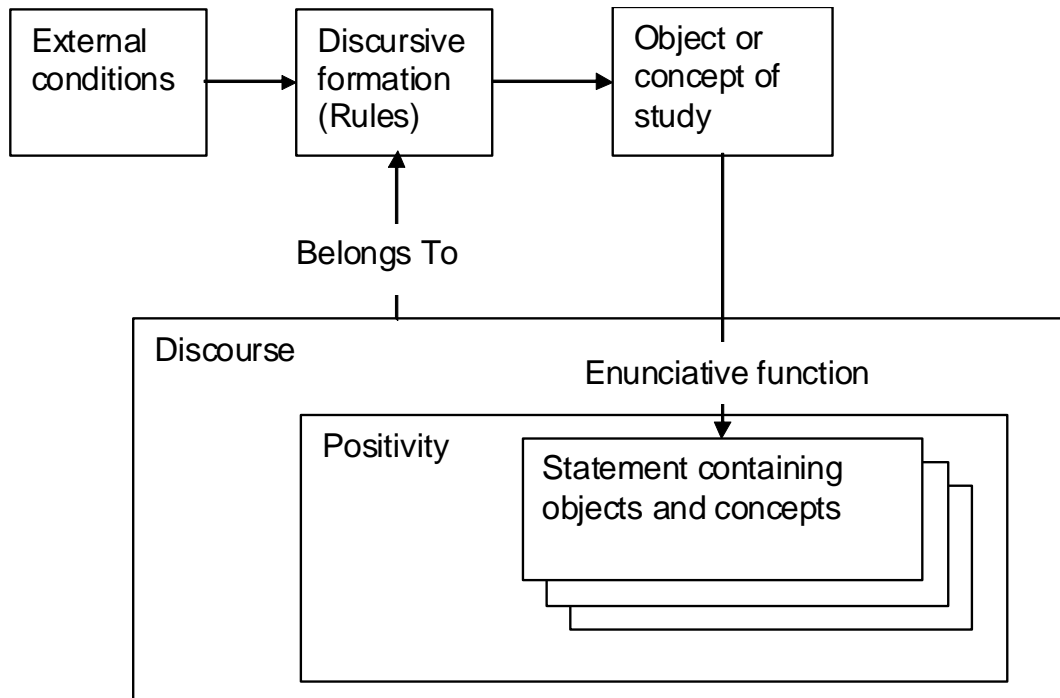 External
conditions
Discursive
formation
(Rules)
Object or
concept of
study
Belongs To
Discourse
Enunciative function
Positivity
Statement containing
objects and concepts